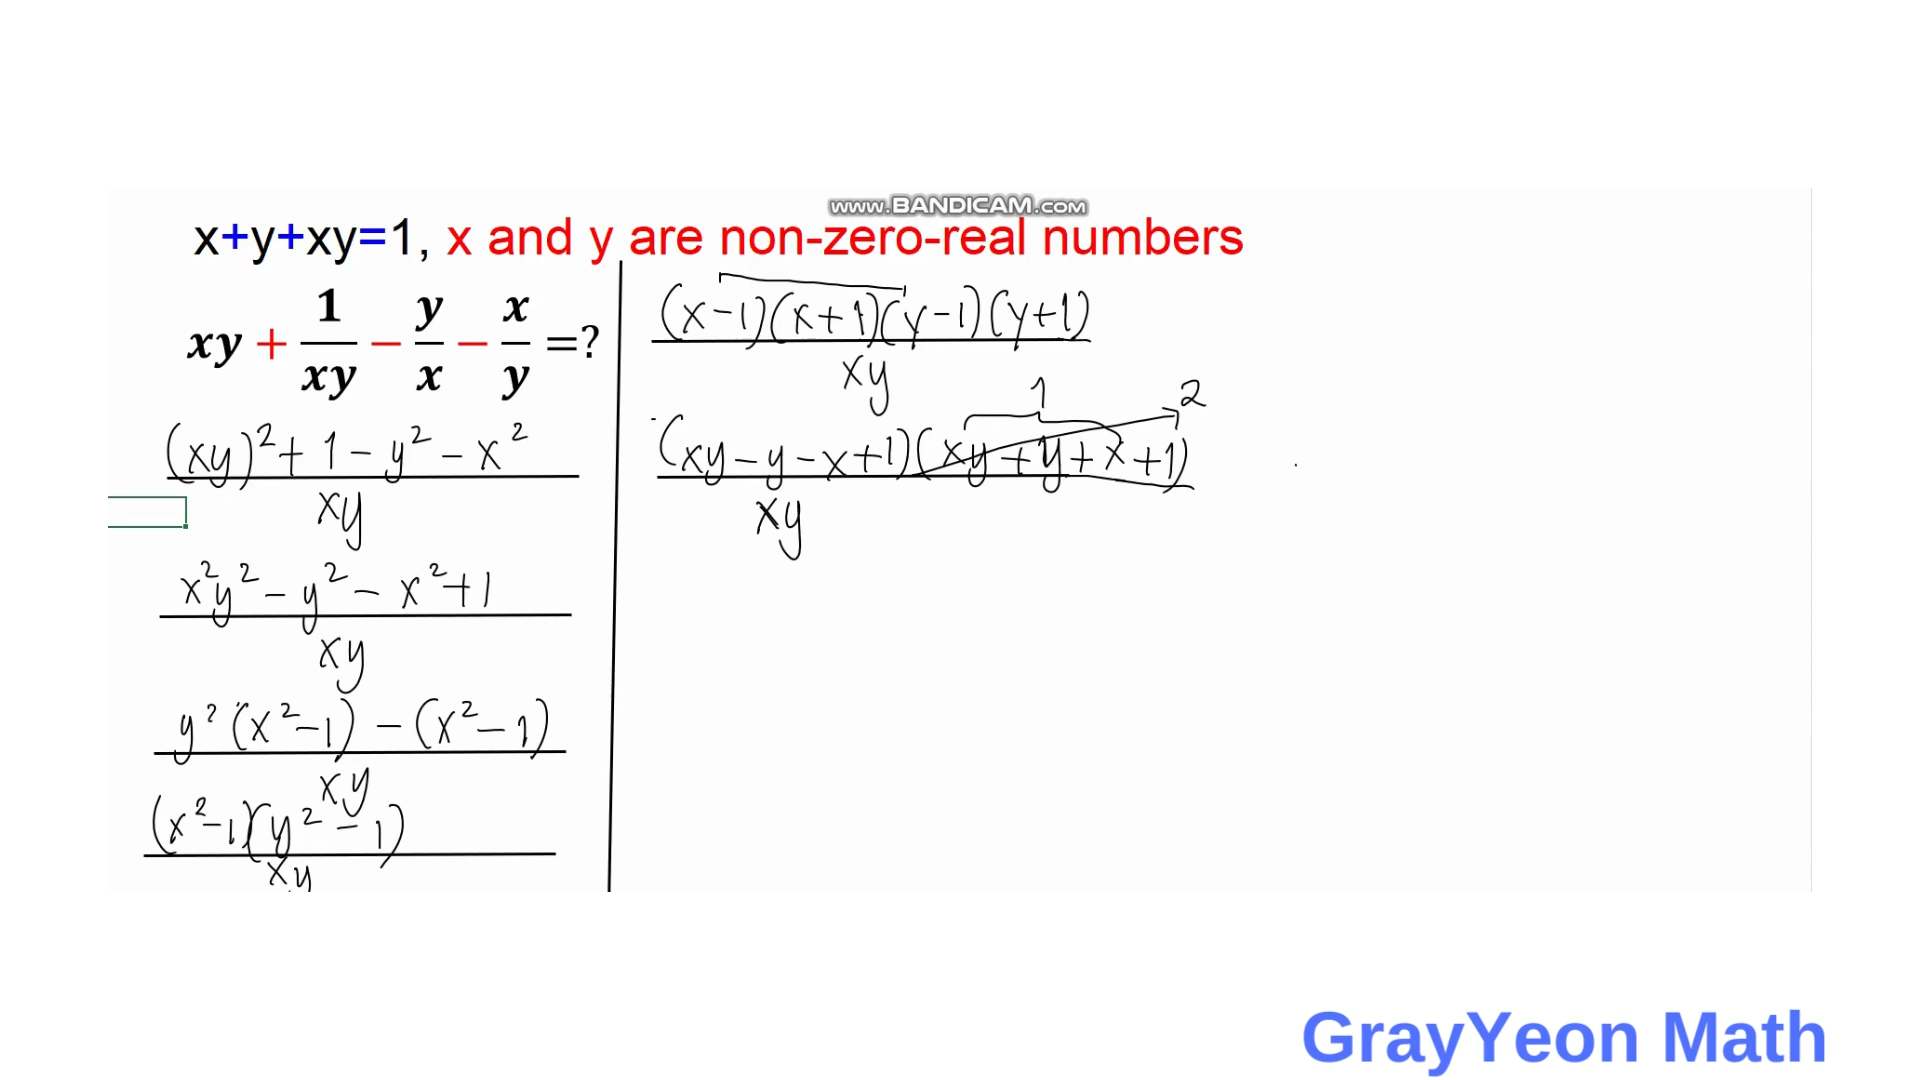 www.BANDICAM.com
x+y+xy=1, x and y are non-zero-real numbers
xy + 1/xy − y/x − x/y =?
(xy)² + 1 − y² − x²
xy
x²y² − y² − x² + 1
xy
y²(x²−1) − (x²−1)
xy
(x²−1)(y²−1)
xy
(x−1)(x+1)(y−1)(y+1)
xy
1 2
(xy−y−x+1)(xy+y+x+1)
xy
GrayYeon Math